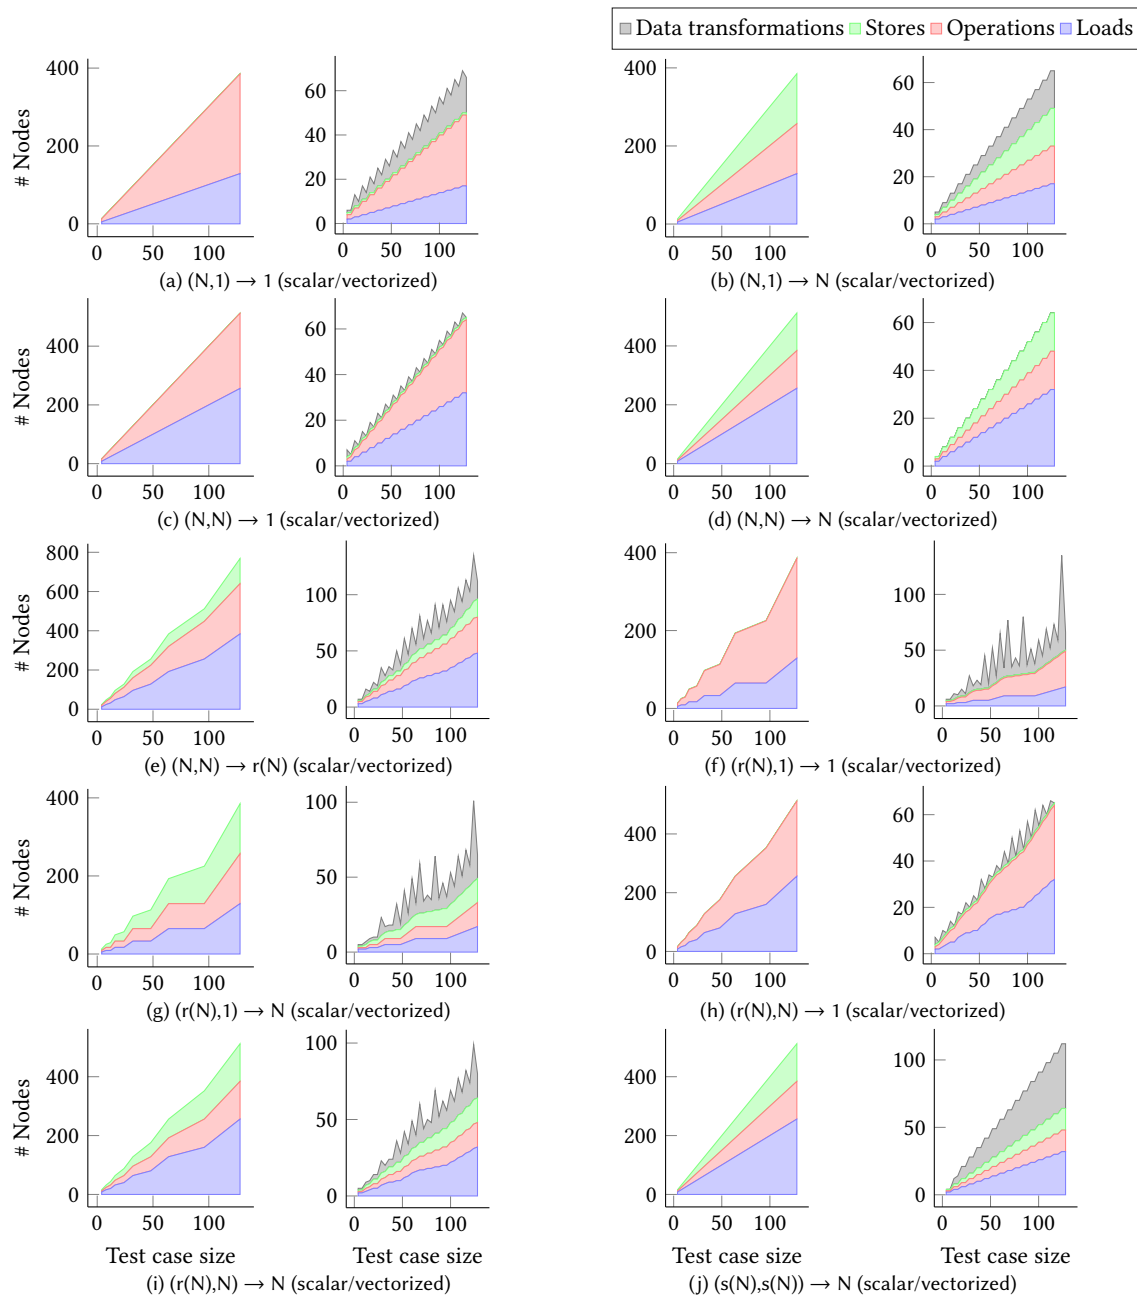 Data transformations Stores Operations Loads
# Nodes
400
200
0
0 50 100
60
40
20
0
0 50 100
(a) (N,1) → 1 (scalar/vectorized)
400
200
0
0 50 100
60
40
20
0
0 50 100
(b) (N,1) → N (scalar/vectorized)
# Nodes
400
200
0
0 50 100
60
40
20
0
0 50 100
(c) (N,N) → 1 (scalar/vectorized)
400
200
0
0 50 100
60
40
20
0
0 50 100
(d) (N,N) → N (scalar/vectorized)
# Nodes
800
600
400
200
0
0 50 100
100
50
0
0 50 100
(e) (N,N) → r(N) (scalar/vectorized)
400
200
0
0 50 100
100
50
0
0 50 100
(f) (r(N),1) → 1 (scalar/vectorized)
# Nodes
400
200
0
0 50 100
100
50
0
0 50 100
(g) (r(N),1) → N (scalar/vectorized)
400
200
0
0 50 100
60
40
20
0
0 50 100
(h) (r(N),N) → 1 (scalar/vectorized)
# Nodes
400
200
0
0 50 100
100
50
0
0 50 100
Test case size Test case size
(i) (r(N),N) → N (scalar/vectorized)
400
200
0
0 50 100
100
50
0
0 50 100
Test case size Test case size
(j) (s(N),s(N)) → N (scalar/vectorized)